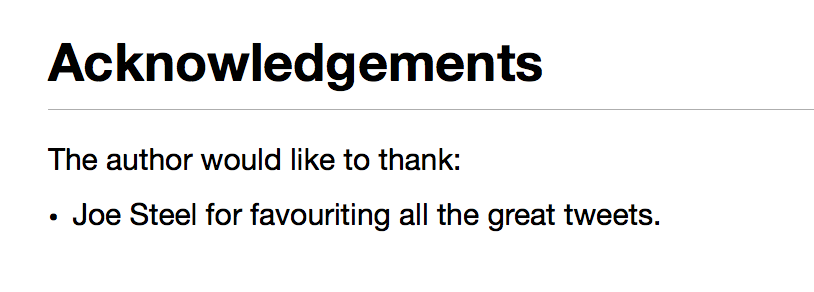 Acknowledgements
The author would like to thank:
• Joe Steel for favouriting all the great tweets.